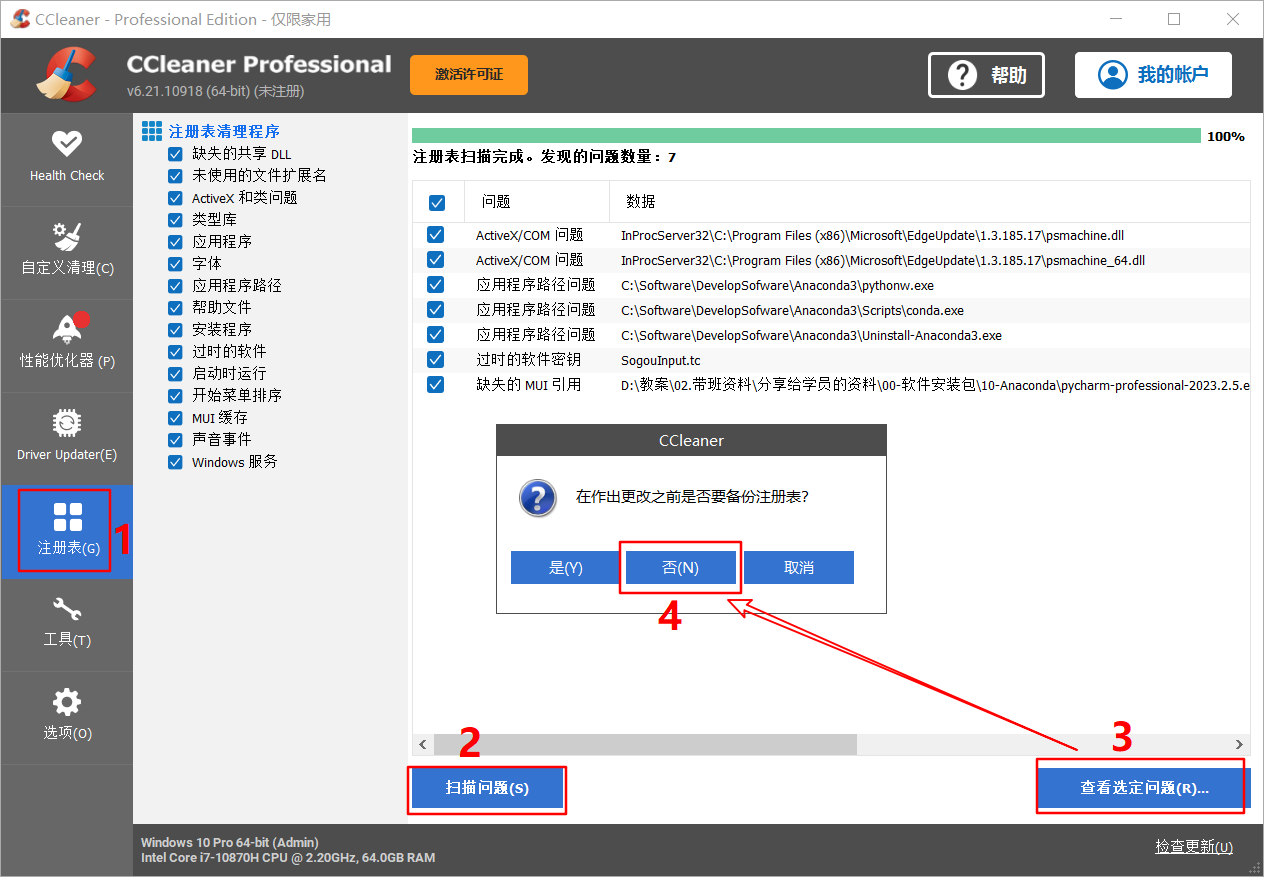 CCleaner - Professional Edition - 仅限家用
CCleaner Professional
v6.21.10918 (64-bit) (未注册)
激活许可证
帮助
我的帐户
Health Check
自定义清理(C)
性能优化器 (P)
Driver Updater(E)
注册表(G)
1
工具(T)
选项(O)
注册表清理程序
缺失的共享 DLL
未使用的文件扩展名
ActiveX 和类问题
类型库
应用程序
字体
应用程序路径
帮助文件
安装程序
过时的软件
启动时运行
开始菜单排序
MUI 缓存
声音事件
Windows 服务
100%
注册表扫描完成。发现的问题数量：7
问题 数据
ActiveX/COM 问题 InProcServer32\C:\Program Files (x86)\Microsoft\EdgeUpdate\1.3.185.17\psmachine.dll
ActiveX/COM 问题 InProcServer32\C:\Program Files (x86)\Microsoft\EdgeUpdate\1.3.185.17\psmachine_64.dll
应用程序路径问题 C:\Software\DevelopSofware\Anaconda3\pythonw.exe
应用程序路径问题 C:\Software\DevelopSofware\Anaconda3\Scripts\conda.exe
应用程序路径问题 C:\Software\DevelopSofware\Anaconda3\Uninstall-Anaconda3.exe
过时的软件密钥 SogouInput.tc
缺失的 MUI 引用 D:\教案\02.带班资料\分享给学员的资料\00-软件安装包\10-Anaconda\pycharm-professional-2023.2.5.e
CCleaner
在作出更改之前是否要备份注册表?
是(Y) 否(N) 取消
4
2
3
扫描问题(S)
查看选定问题(R)...
Windows 10 Pro 64-bit (Admin)
Intel Core i7-10870H CPU @ 2.20GHz, 64.0GB RAM
检查更新(U)